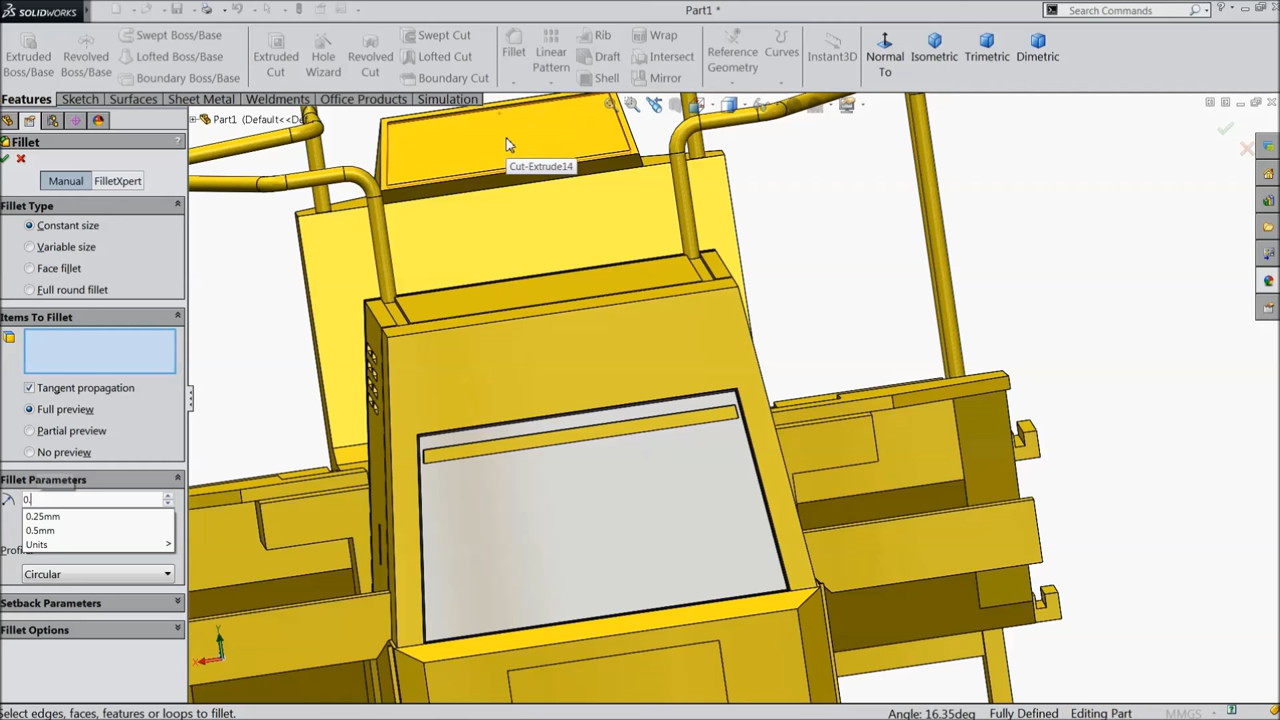 SOLIDWORKS
Part1 *
Search Commands
Extruded Boss/Base
Revolved Boss/Base
Swept Boss/Base
Lofted Boss/Base
Boundary Boss/Base
Extruded Cut
Hole Wizard
Revolved Cut
Swept Cut
Lofted Cut
Boundary Cut
Fillet
Linear Pattern
Rib
Draft
Shell
Wrap
Intersect
Mirror
Reference Geometry
Curves
Instant3D
Normal To
Isometric
Trimetric
Dimetric
Features
Sketch
Surfaces
Sheet Metal
Weldments
Office Products
Simulation
Part1 (Default<<De
Fillet
?
Manual
FilletXpert
Fillet Type
Constant size
Variable size
Face fillet
Full round fillet
Items To Fillet
Tangent propagation
Full preview
Partial preview
No preview
Fillet Parameters
0.
0.25mm
0.5mm
Units
Circular
Setback Parameters
Fillet Options
Cut-Extrude14
Y
X
Select edges, faces, features or loops to fillet.
Angle: 16.35deg
Fully Defined
Editing Part
MMGS